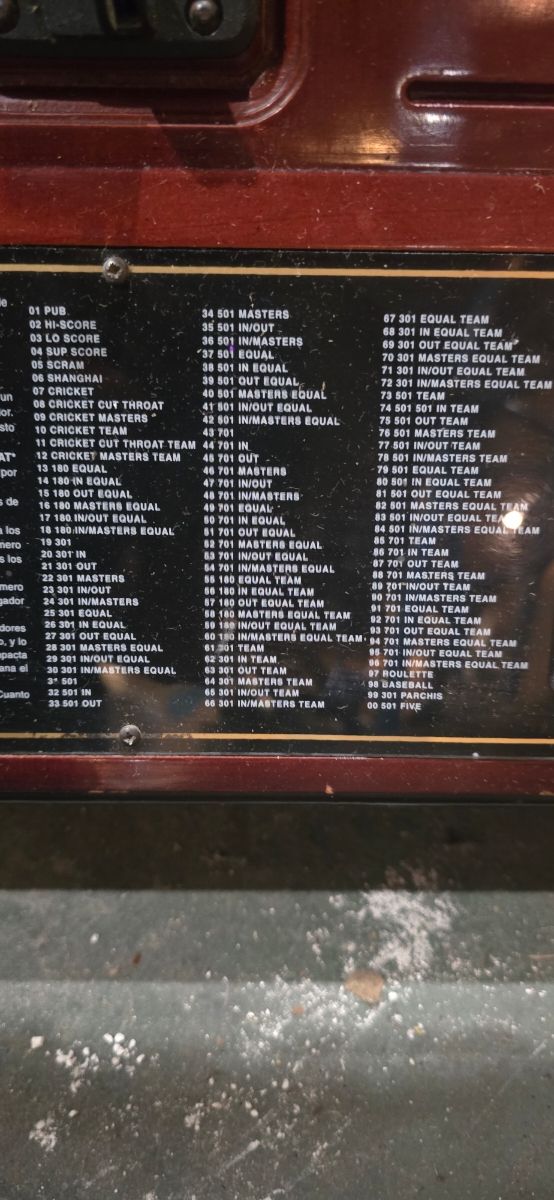 de
un
or.
sto
AT"
por
s de
a los
mero
s los
mero
gador
dores
o, y lo
mpacta
ana el
Cuanto
01 PUB
02 HI-SCORE
03 LO SCORE
04 SUP SCORE
05 SCRAM
06 SHANGHAI
07 CRICKET
08 CRICKET CUT THROAT
09 CRICKET MASTERS
10 CRICKET TEAM
11 CRICKET CUT THROAT TEAM
12 CRICKET MASTERS TEAM
13 180 EQUAL
14 180 IN EQUAL
15 180 OUT EQUAL
16 180 MASTERS EQUAL
17 180 IN/OUT EQUAL
18 180 IN/MASTERS EQUAL
19 301
20 301 IN
21 301 OUT
22 301 MASTERS
23 301 IN/OUT
24 301 IN/MASTERS
25 301 EQUAL
26 301 IN EQUAL
27 301 OUT EQUAL
28 301 MASTERS EQUAL
29 301 IN/OUT EQUAL
30 301 IN/MASTERS EQUAL
3* 501
32 501 IN
33 501 OUT
34 501 MASTERS
35 501 IN/OUT
36 501 IN/MASTERS
37 501 EQUAL
38 501 IN EQUAL
39 501 OUT EQUAL
40 501 MASTERS EQUAL
41 501 IN/OUT EQUAL
42 501 IN/MASTERS EQUAL
43 701
44 701 IN
45 701 OUT
46 701 MASTERS
47 701 IN/OUT
48 701 IN/MASTERS
49 701 EQUAL
50 701 IN EQUAL
51 701 OUT EQUAL
52 701 MASTERS EQUAL
53 701 IN/OUT EQUAL
54 701 IN/MASTERS EQUAL
55 180 EQUAL TEAM
56 180 IN EQUAL TEAM
57 180 OUT EQUAL TEAM
58 180 MASTERS EQUAL TEAM
59 180 IN/OUT EQUAL TEAM
60 180 IN/MASTERS EQUAL TEAM
301 TEAM
62 301 IN TEAM
63 301 OUT TEAM
64 301 MASTERS TEAM
65 301 IN/OUT TEAM
66 301 IN/MASTERS TEAM
67 301 EQUAL TEAM
68 301 IN EQUAL TEAM
69 301 OUT EQUAL TEAM
70 301 MASTERS EQUAL TEAM
71 301 IN/OUT EQUAL TEAM
72 301 IN/MASTERS EQUAL TEAM
73 501 TEAM
74 501 501 IN TEAM
75 501 OUT TEAM
76 501 MASTERS TEAM
77 501 IN/OUT TEAM
78 501 IN/MASTERS TEAM
79 501 EQUAL TEAM
80 501 IN EQUAL TEAM
81 501 OUT EQUAL TEAM
82 501 MASTERS EQUAL TEAM
83 501 IN/OUT EQUAL TEAM
84 501 IN/MASTERS EQUAL TEAM
85 701 TEAM
86 701 IN TEAM
87 701 OUT TEAM
88 701 MASTERS TEAM
89 701 IN/OUT TEAM
90 701 IN/MASTERS TEAM
91 701 EQUAL TEAM
92 701 IN EQUAL TEAM
93 701 OUT EQUAL TEAM
94 701 MASTERS EQUAL TEAM
95 701 IN/OUT EQUAL TEAM
96 701 IN/MASTERS EQUAL TEAM
97 ROULETTE
98 BASEBALL
99 301 PARCHIS
00 501 FIVE